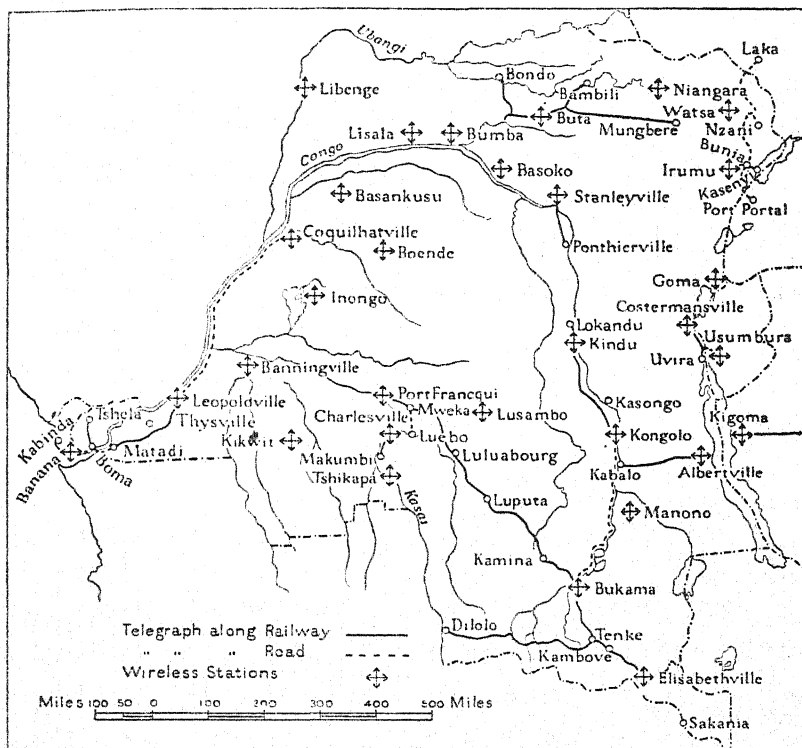 Ubangi
Laka
Bondo
Bambili
Libenge
Niangara
Watsa
Buta
Mungbere
Nzani
Lisala
Bumba
Congo
Bunia
Basoko
Irumu
Kasenyi
Basankusu
Stanleyville
Port Portal
Coquilhatville
Ponthierville
Boende
Goma
Inongo
Costermansville
Lokandu
Usumbura
Kindu
Uvira
Banningville
Port Francqui
Leopoldville
Mweka
Kasongo
Tshela
Charlesville
Lusambo
Kigoma
Thysville
Kabinda
Kikwit
Luebo
Kongolo
Matadi
Banana
Boma
Makumbi
Luluabourg
Kabalo
Albertville
Tshikapa
Kasai
Luputa
Manono
Kamina
Bukama
Telegraph along Railway
" " " Road
Wireless Stations
Dilolo
Tenke
Kambove
Elisabethville
Miles 100 50 0 100 200 300 400 500 Miles
Sakania